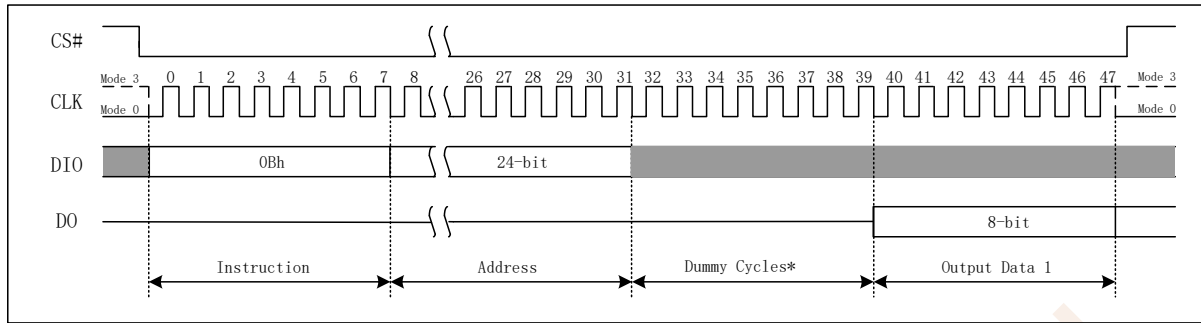 CS#
Mode 3 0 1 2 3 4 5 6 7 8 26 27 28 29 30 31 32 33 34 35 36 37 38 39 40 41 42 43 44 45 46 47 Mode 3
CLK
Mode 0 Mode 0
DIO 0Bh 24-bit
DO 8-bit
Instruction Address Dummy Cycles* Output Data 1